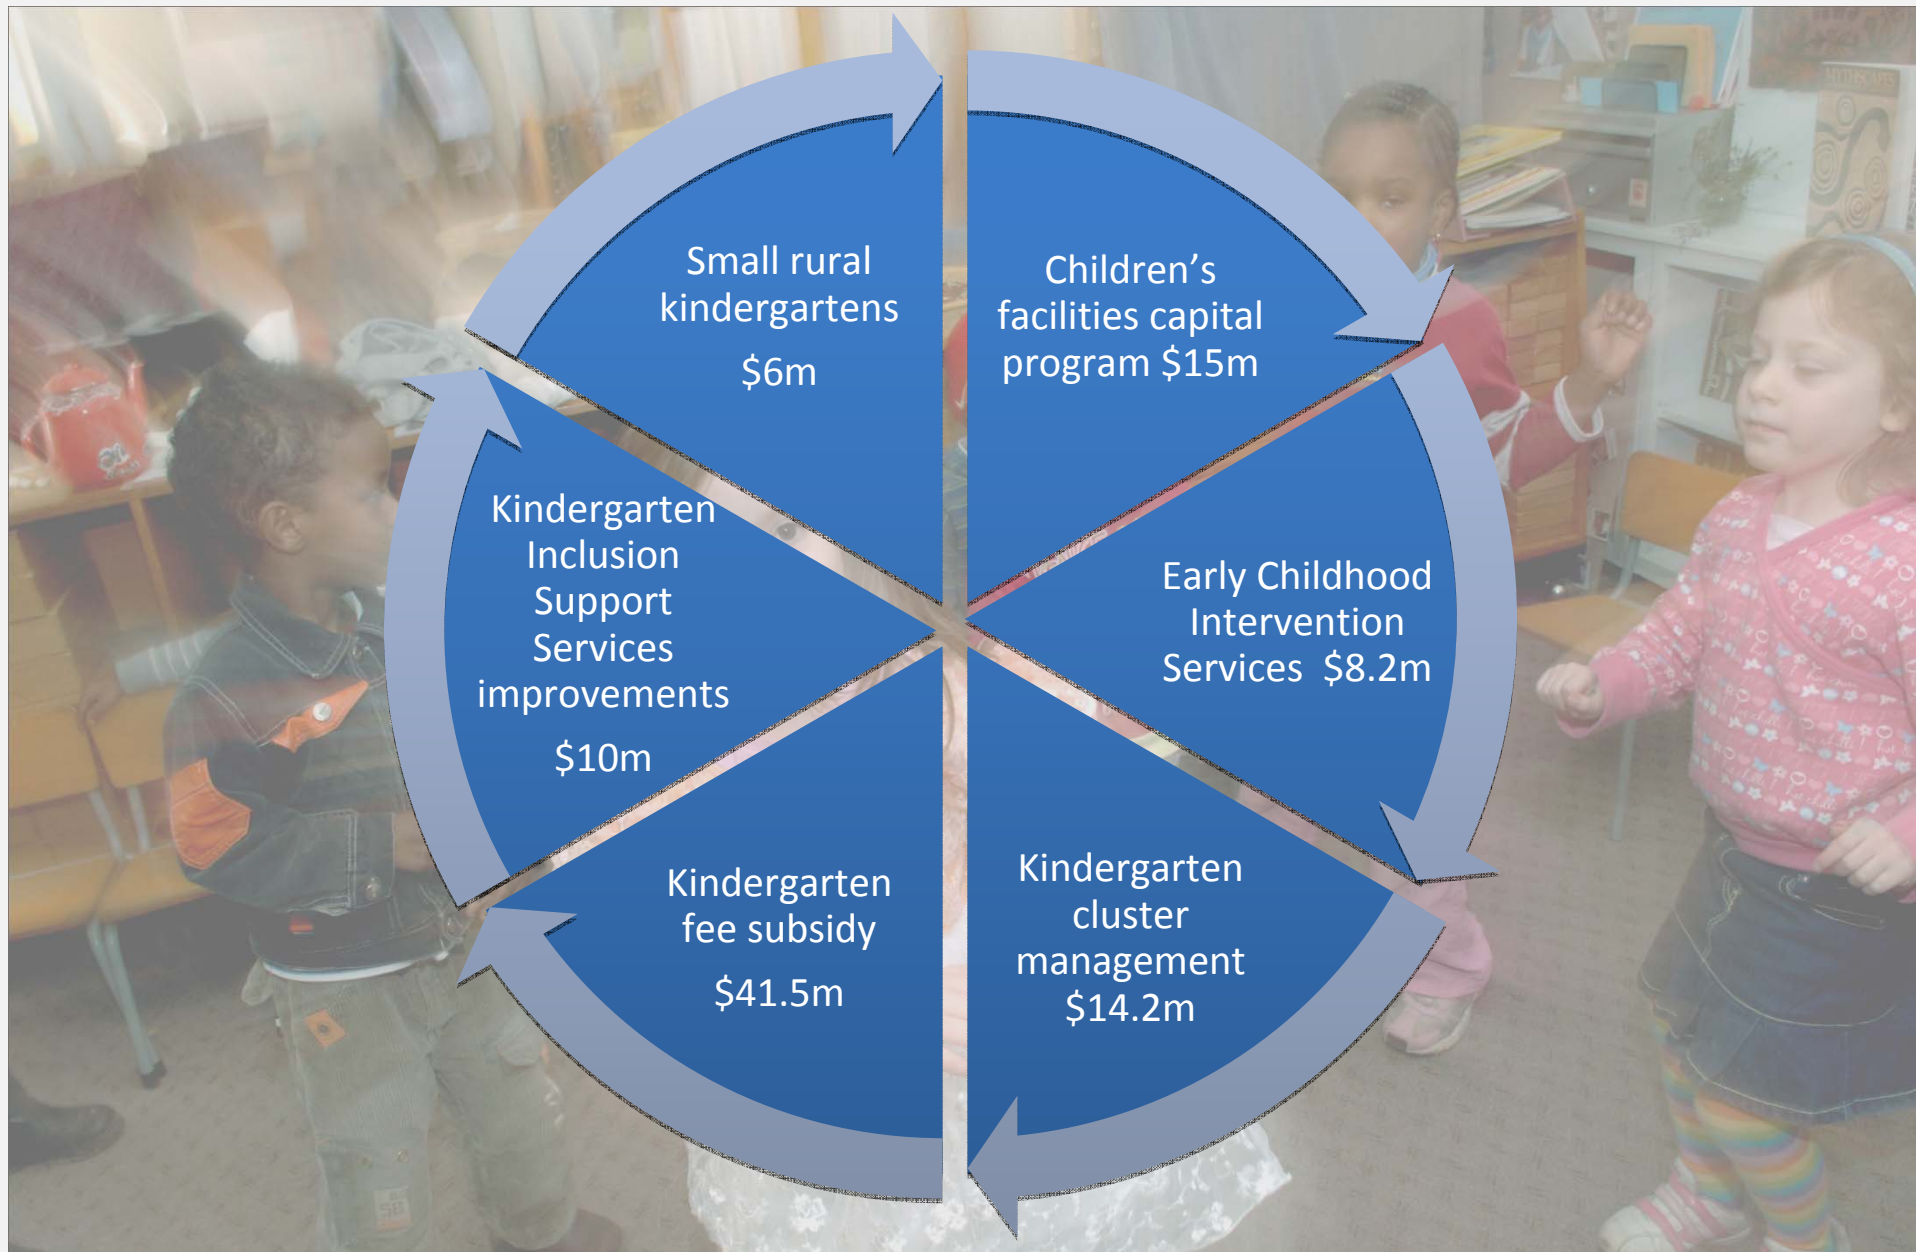 Small rural
kindergartens
$6m
Children’s
facilities capital
program $15m
Early Childhood
Intervention
Services  $8.2m
Kindergarten
cluster
management
$14.2m
Kindergarten
fee subsidy
$41.5m
Kindergarten
Inclusion
Support
Services
improvements
$10m